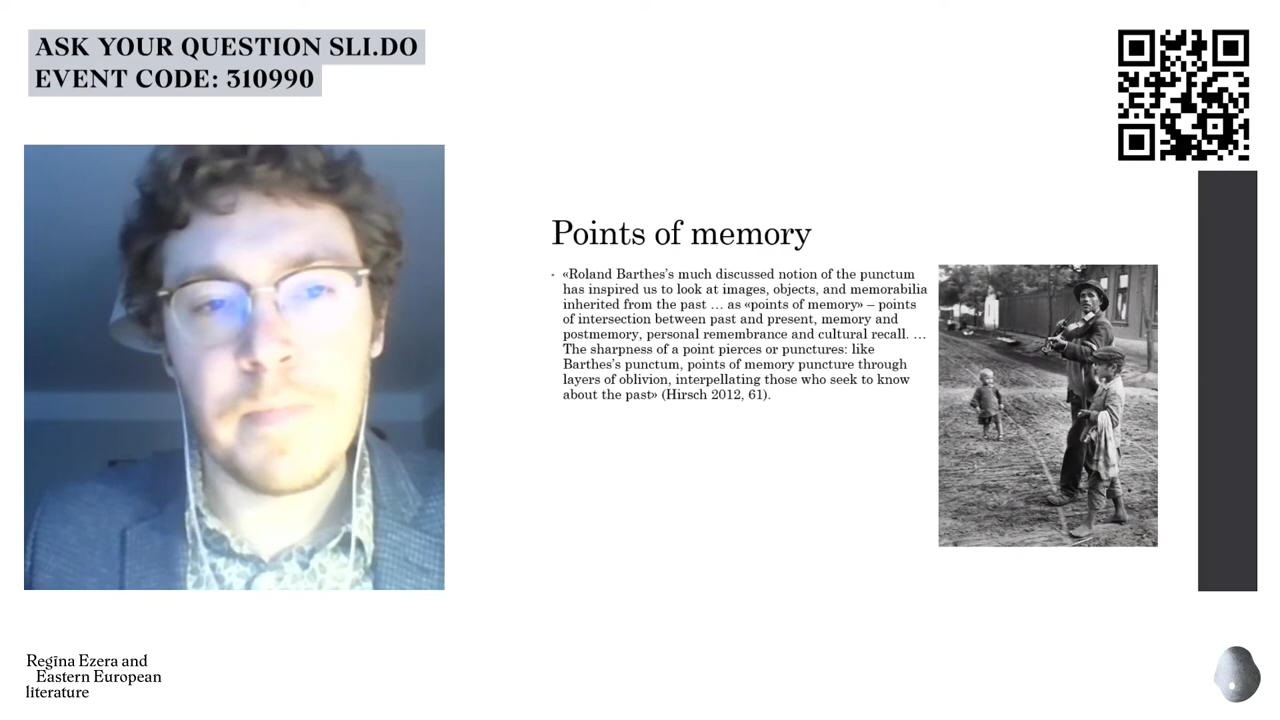 ASK YOUR QUESTION SLI.DO
EVENT CODE: 310990
Points of memory
«Roland Barthes's much discussed notion of the punctum
has inspired us to look at images, objects, and memorabilia
inherited from the past … as «points of memory» – points
of intersection between past and present, memory and
postmemory, personal remembrance and cultural recall. …
The sharpness of a point pierces or punctures: like
Barthes's punctum, points of memory puncture through
layers of oblivion, interpellating those who seek to know
about the past» (Hirsch 2012, 61).
Regīna Ezera and
Eastern European
literature